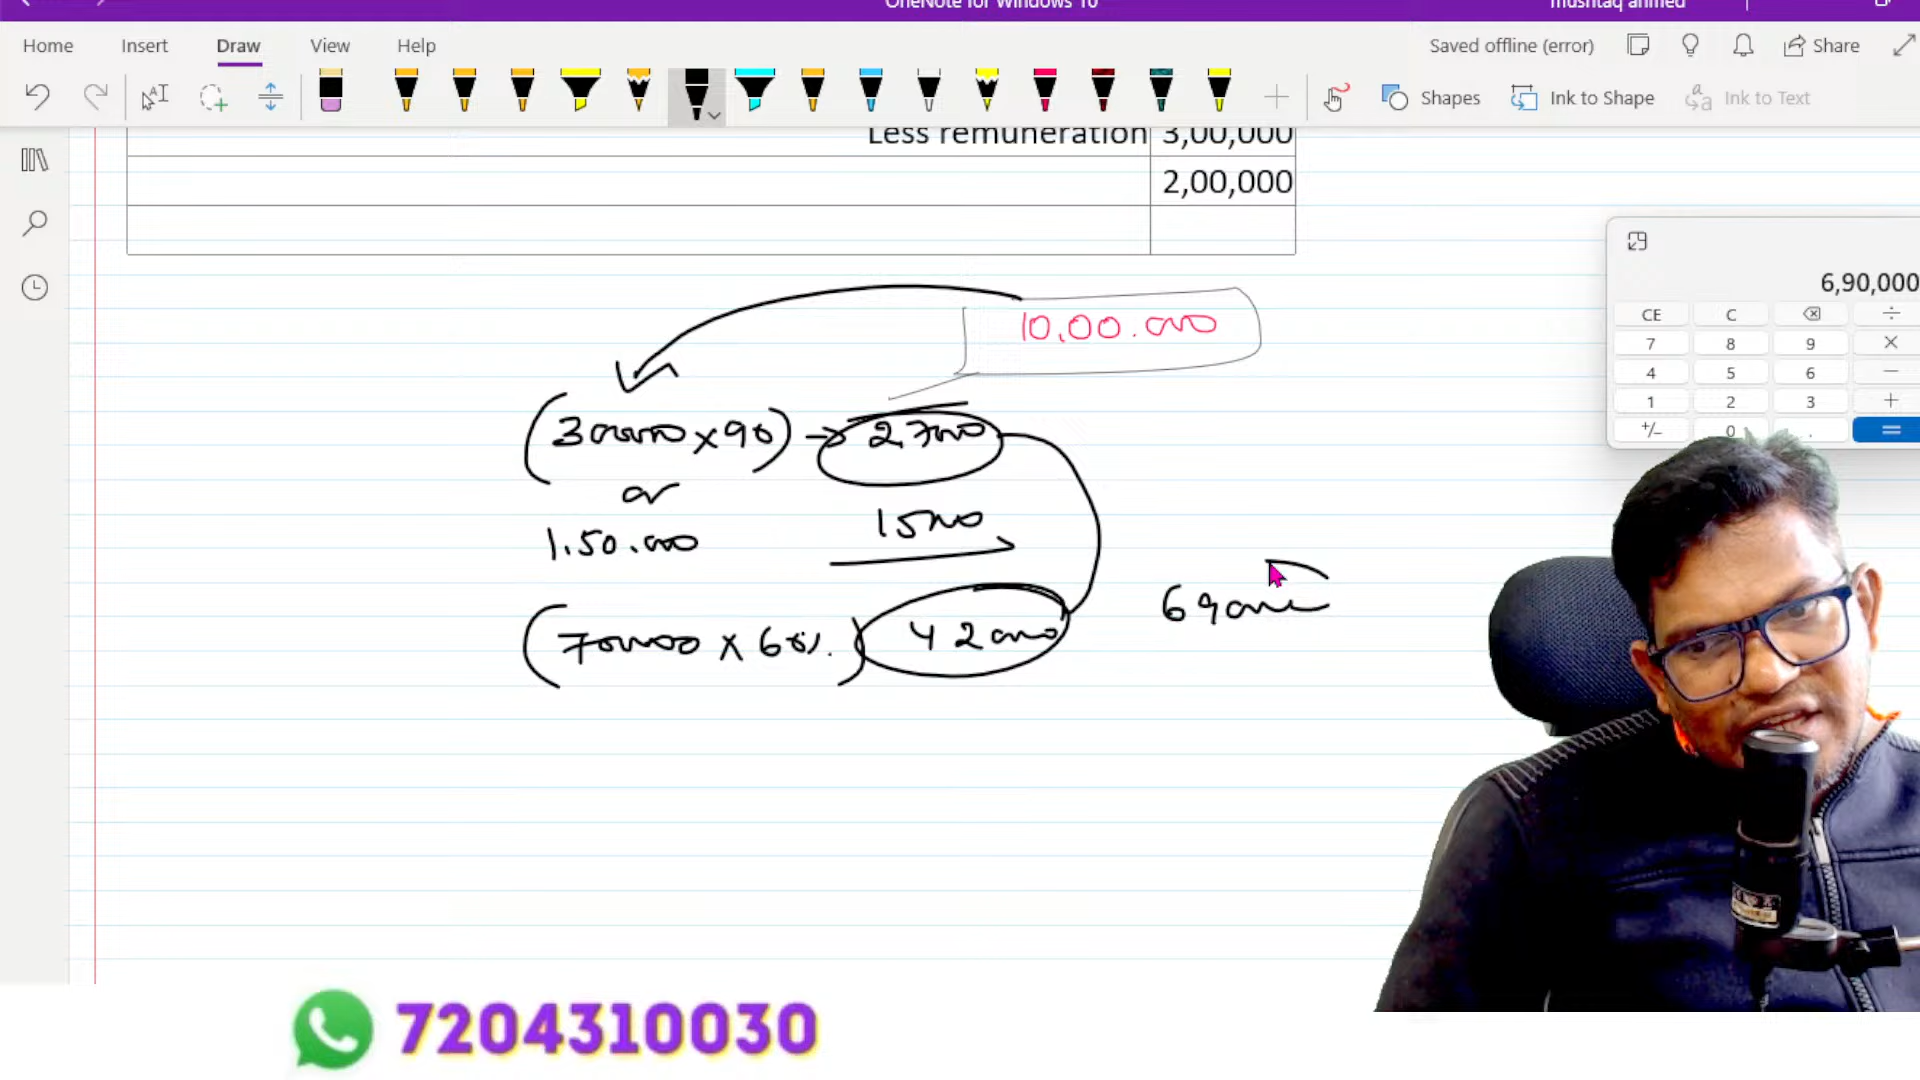 OneNote for Windows 10
mushtaq ahmed
Home Insert Draw View Help
Saved offline (error) Share
Shapes Ink to Shape Ink to Text
Less remuneration 3,00,000
2,00,000
6,90,000
CE C
7 8 9
4 5 6
1 2 3
0 .
10,00.000
(300000 x 90) → 27000
or
1.50.000
1500
(700000 x 60%.) 42000
69000
7204310030